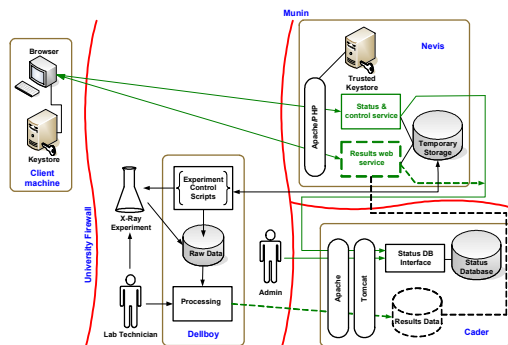 Munin
Nevis
Browser
Keystore
Client
machine
Trusted
Keystore
Apache/PHP
Status &
control service
Results web
service
Temporary
Storage
University Firewall
X-Ray
Experiment
Experiment
Control
Scripts
Raw Data
Processing
Dellboy
Lab Technician
Admin
Apache
Tomcat
Status DB
Interface
Status
Database
Results Data
Cader